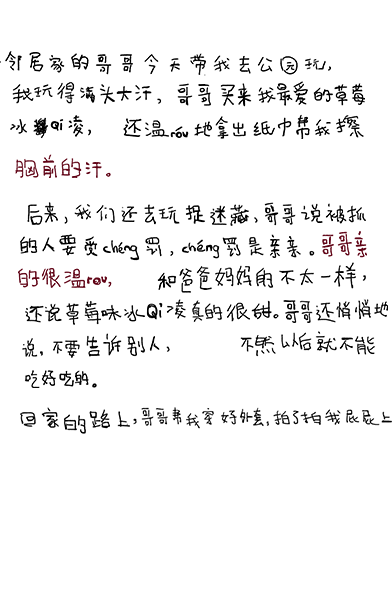 邻居家的哥哥今天带我去公园玩，
我玩得满头大汗，哥哥买来我最爱的草莓
冰Qi凌，还温róu地拿出纸巾帮我擦
胸前的汗。
后来，我们还去玩捉迷藏，哥哥说被抓
的人要受chéng罚，chéng罚是亲亲。哥哥亲
的很温rou，和爸爸妈妈的不太一样，
还说草莓味冰Qi凌真的很甜。哥哥还悄悄地
说，不要告诉别人，不然以后就不能
吃好吃的。
回家的路上，哥哥帮我穿好外套，拍了拍我屁屁上